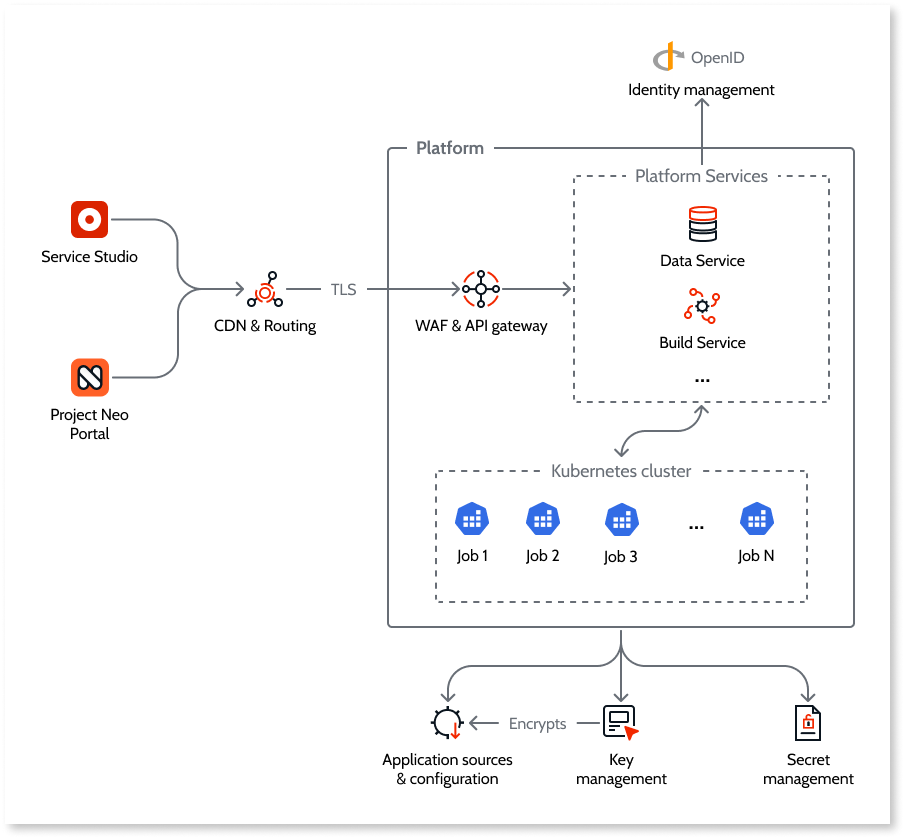 OpenID
Identity management
Platform
Platform Services
Service Studio
Data Service
TLS
CDN & Routing
WAF & API gateway
Build Service
...
Project Neo
Portal
Kubernetes cluster
...
Job 1
Job 2
Job 3
Job N
Encrypts
Application sources
& configuration
Key
management
Secret
management